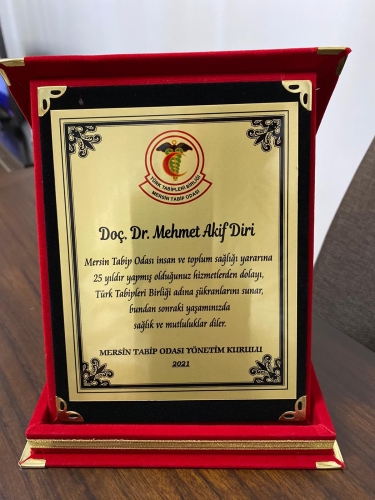 TÜRK TABİPLERİ BİRLİĞİ
MERSİN TABİP ODASI
Doç. Dr. Mehmet Akif Diri
Mersin Tabip Odası insan ve toplum sağlığı yararına
25 yıldır yapmış olduğunuz hizmetlerden dolayı,
Türk Tabipleri Birliği adına şükranlarını sunar,
bundan sonraki yaşamınızda
sağlık ve mutluluklar diler.
MERSİN TABİP ODASI YÖNETİM KURULU
2021